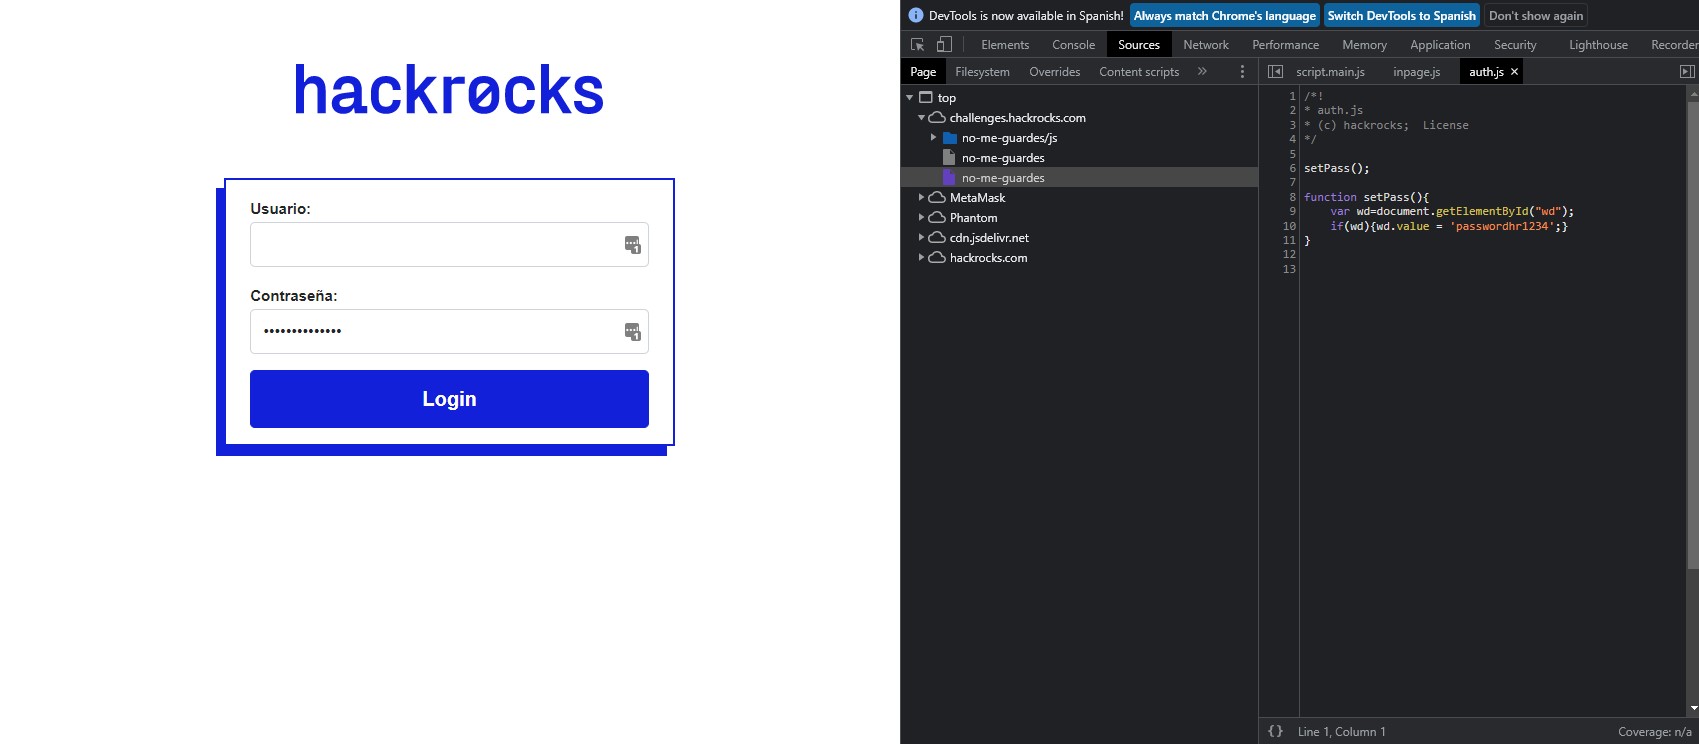 hackrøcks
Usuario:
Contraseña:
••••••••••••••
Login
DevTools is now available in Spanish! Always match Chrome's language Switch DevTools to Spanish Don't show again
Elements Console Sources Network Performance Memory Application Security Lighthouse Recorder
Page Filesystem Overrides Content scripts »
top
challenges.hackrocks.com
no-me-guardes/js
no-me-guardes
no-me-guardes
MetaMask
Phantom
cdn.jsdelivr.net
hackrocks.com
script.main.js inpage.js auth.js ×
1 /*!
2 * auth.js
3 * (c) hackrocks;  License
4 */
5
6 setPass();
7
8 function setPass(){
9     var wd=document.getElementById("wd");
10     if(wd){wd.value = 'passwordhr1234';}
11 }
12
13
{} Line 1, Column 1 Coverage: n/a